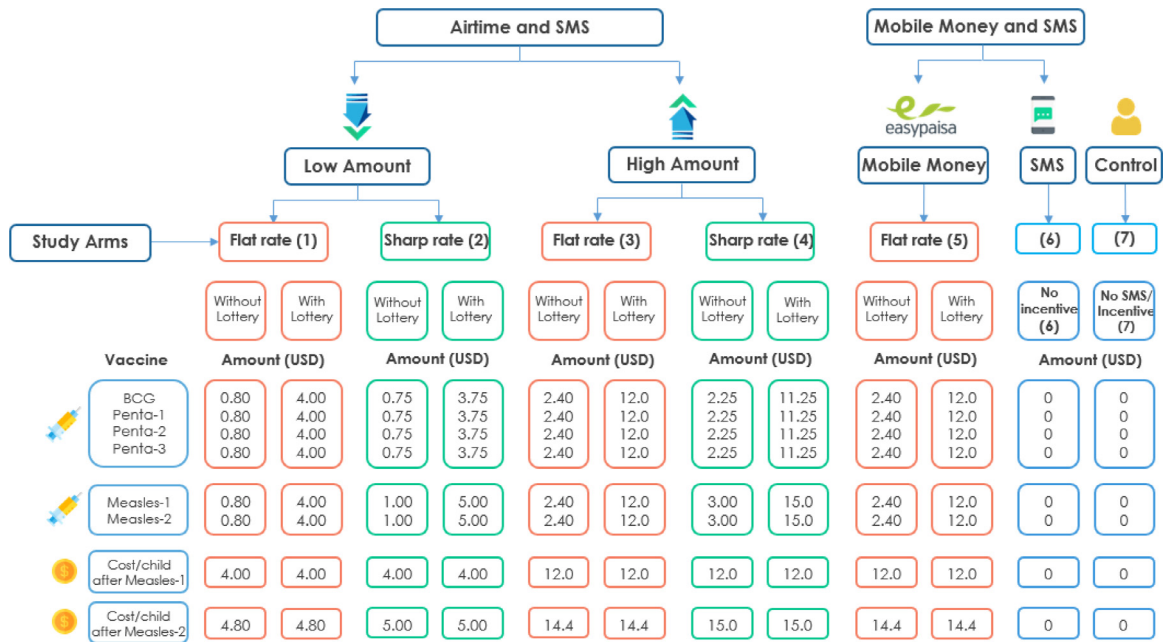 Airtime and SMS
Mobile Money and SMS
easypaisa
Low Amount
High Amount
Mobile Money
SMS
Control
Study Arms
Flat rate (1)
Sharp rate (2)
Flat rate (3)
Sharp rate (4)
Flat rate (5)
(6)
(7)
Without
Lottery
With
Lottery
Without
Lottery
With
Lottery
Without
Lottery
With
Lottery
Without
Lottery
With
Lottery
Without
Lottery
With
Lottery
No
incentive
(6)
No SMS/
Incentive
(7)
Vaccine
Amount (USD)
Amount (USD)
Amount (USD)
Amount (USD)
Amount (USD)
Amount (USD)
BCG 0.80 4.00 0.75 3.75 2.40 12.0 2.25 11.25 2.40 12.0 0 0
Penta-1 0.80 4.00 0.75 3.75 2.40 12.0 2.25 11.25 2.40 12.0 0 0
Penta-2 0.80 4.00 0.75 3.75 2.40 12.0 2.25 11.25 2.40 12.0 0 0
Penta-3 0.80 4.00 0.75 3.75 2.40 12.0 2.25 11.25 2.40 12.0 0 0
Measles-1 0.80 4.00 1.00 5.00 2.40 12.0 3.00 15.0 2.40 12.0 0 0
Measles-2 0.80 4.00 1.00 5.00 2.40 12.0 3.00 15.0 2.40 12.0 0 0
$
Cost/child
after Measles-1
4.00 4.00 4.00 4.00 12.0 12.0 12.0 12.0 12.0 12.0 0 0
$
Cost/child
after Measles-2
4.80 4.80 5.00 5.00 14.4 14.4 15.0 15.0 14.4 14.4 0 0